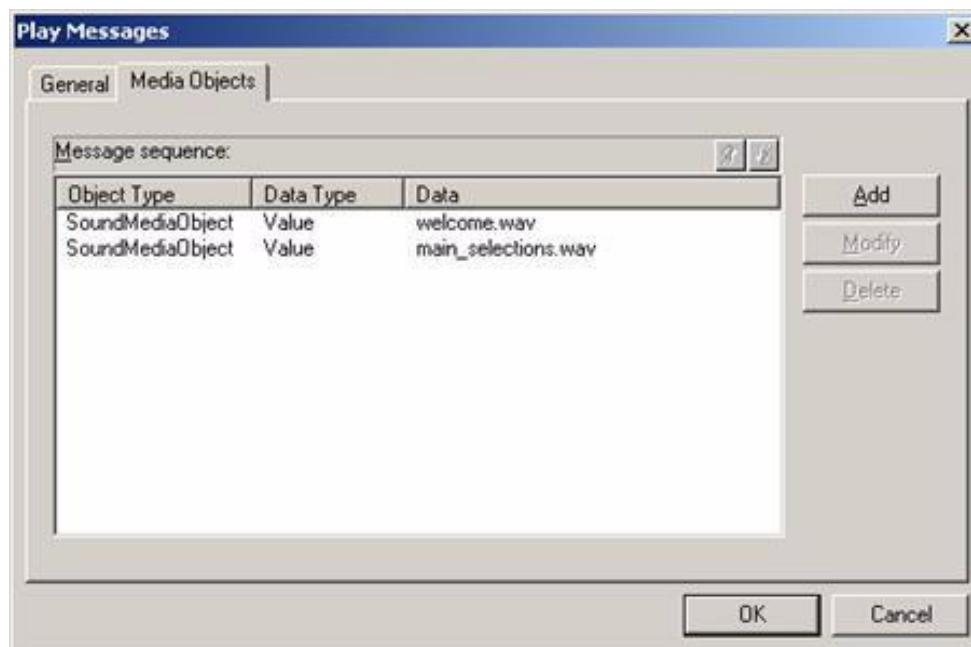 Play Messages
General Media Objects
Message sequence:
Object Type Data Type Data
SoundMediaObject Value welcome.wav
SoundMediaObject Value main_selections.wav
Add
Modify
Delete
OK Cancel